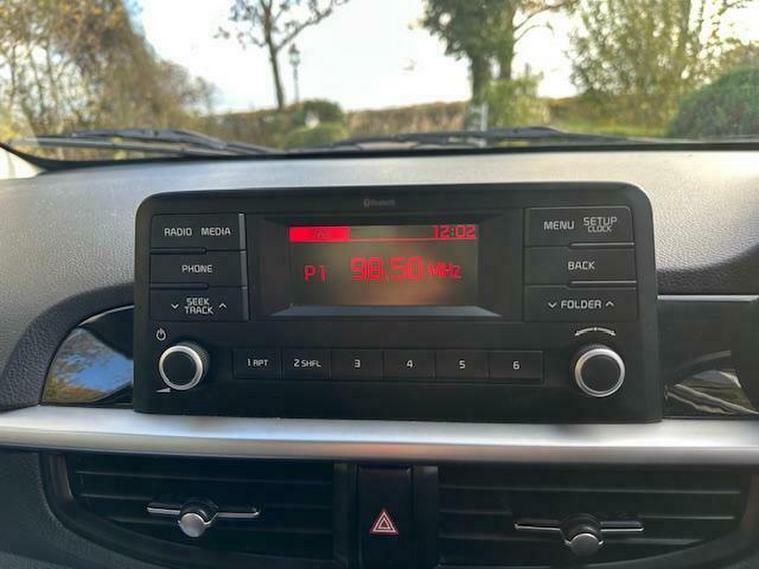 Bluetooth
RADIO MEDIA
PHONE
SEEK
TRACK
12:02
P1 98.50 MHz
MENU SETUP
CLOCK
BACK
FOLDER
1 RPT 2 SHFL 3 4 5 6